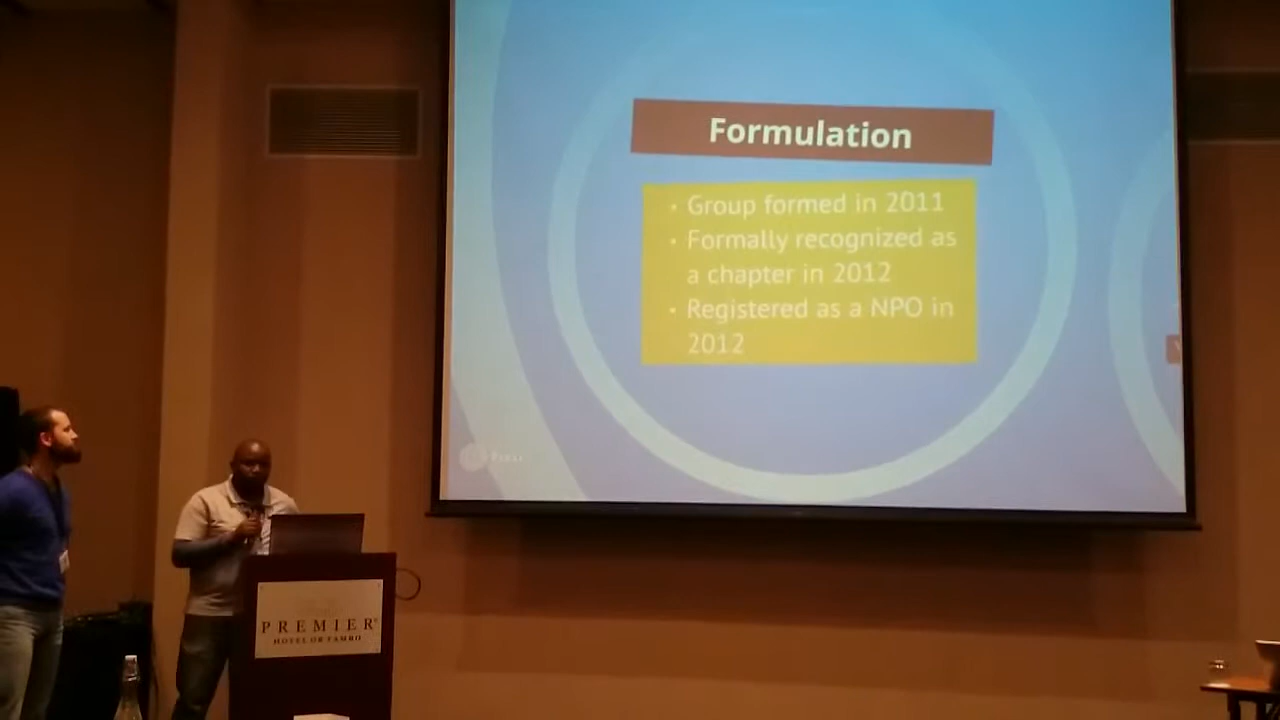 Formulation
• Group formed in 2011
• Formally recognized as
a chapter in 2012
• Registered as a NPO in
2012
PREMIER
HOTEL OR TAMBO